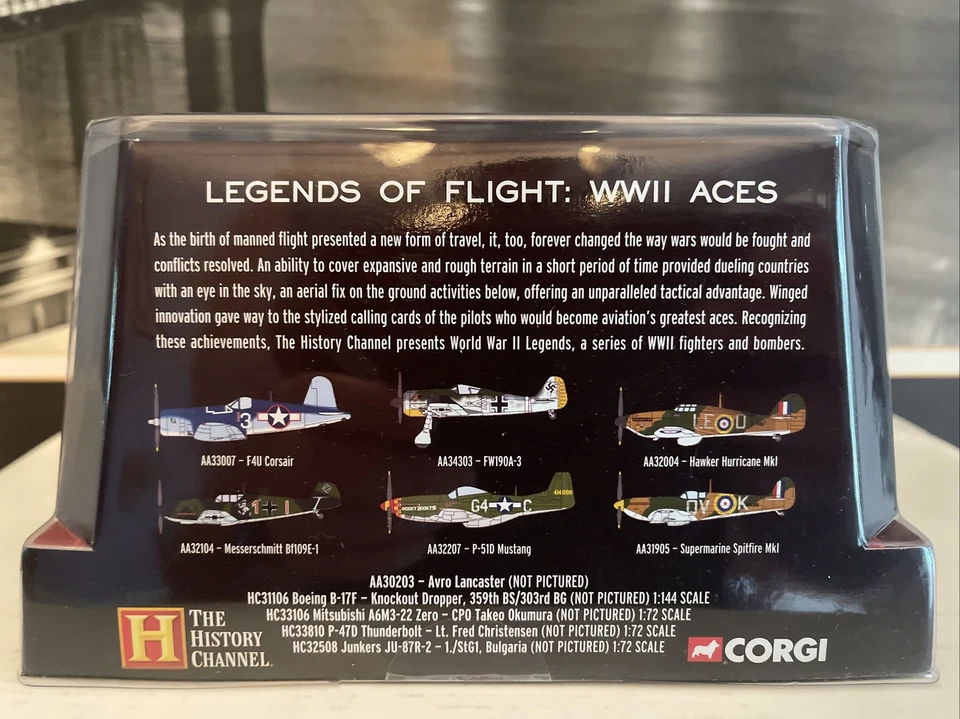 LEGENDS OF FLIGHT: WWII ACES
As the birth of manned flight presented a new form of travel, it, too, forever changed the way wars would be fought and
conflicts resolved. An ability to cover expansive and rough terrain in a short period of time provided dueling countries
with an eye in the sky, an aerial fix on the ground activities below, offering an unparalleled tactical advantage. Winged
innovation gave way to the stylized calling cards of the pilots who would become aviation's greatest aces. Recognizing
these achievements, The History Channel presents World War II Legends, a series of WWII fighters and bombers.
3
E U
AA33007 – F4U Corsair
AA34303 – FW190A-3
AA32004 – Hawker Hurricane MkI
1 1
G4 C
DV K
AA32104 – Messerschmitt Bf109E-1
AA32207 – P-51D Mustang
AA31905 – Supermarine Spitfire MkI
AA30203 – Avro Lancaster (NOT PICTURED)
HC31106 Boeing B-17F – Knockout Dropper, 359th BS/303rd BG (NOT PICTURED) 1:144 SCALE
HC33106 Mitsubishi A6M3-22 Zero – CPO Takeo Okumura (NOT PICTURED) 1:72 SCALE
HC33810 P-47D Thunderbolt – Lt. Fred Christensen (NOT PICTURED) 1:72 SCALE
HC32508 Junkers JU-87R-2 – 1./StG1, Bulgaria (NOT PICTURED) 1:72 SCALE
H
THE
HISTORY
CHANNEL
CORGI